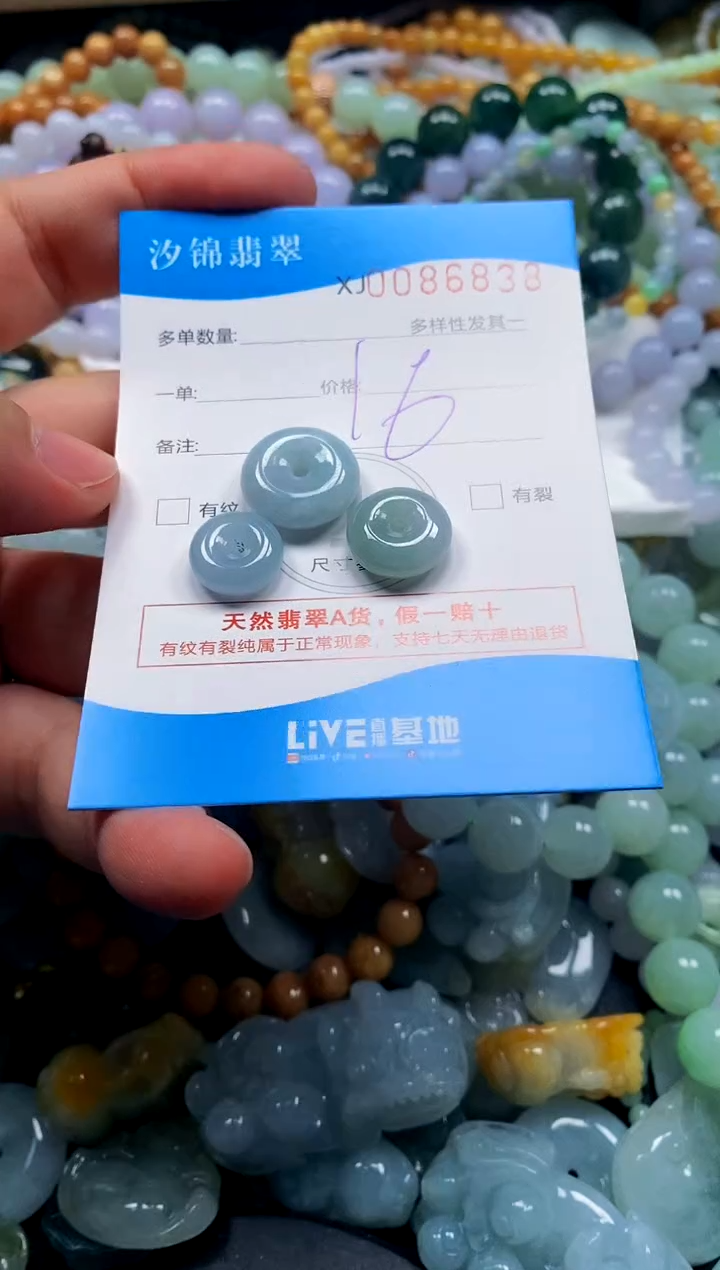 汐锦翡翠
XJ0086838
多单数量: 多样性发其一
一单: 价格
16
备注:
有纹 有裂
尺寸
天然翡翠A货，假一赔十
有纹有裂纯属于正常现象，支持七天无理由退货
LiVE直播基地